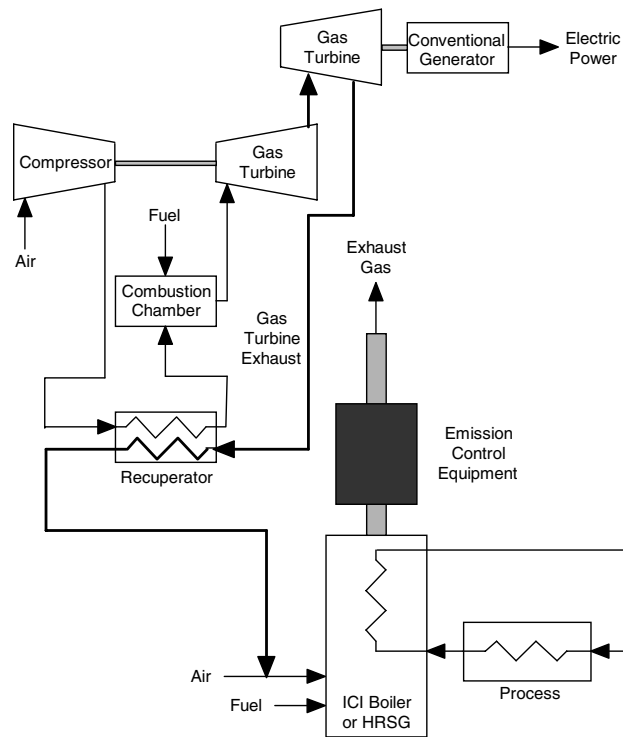 Gas
Turbine
Conventional
Generator
Electric
Power
Compressor
Gas
Turbine
Air
Fuel
Combustion
Chamber
Exhaust
Gas
Gas
Turbine
Exhaust
Recuperator
Emission
Control
Equipment
Air
Fuel
ICI Boiler
or HRSG
Process